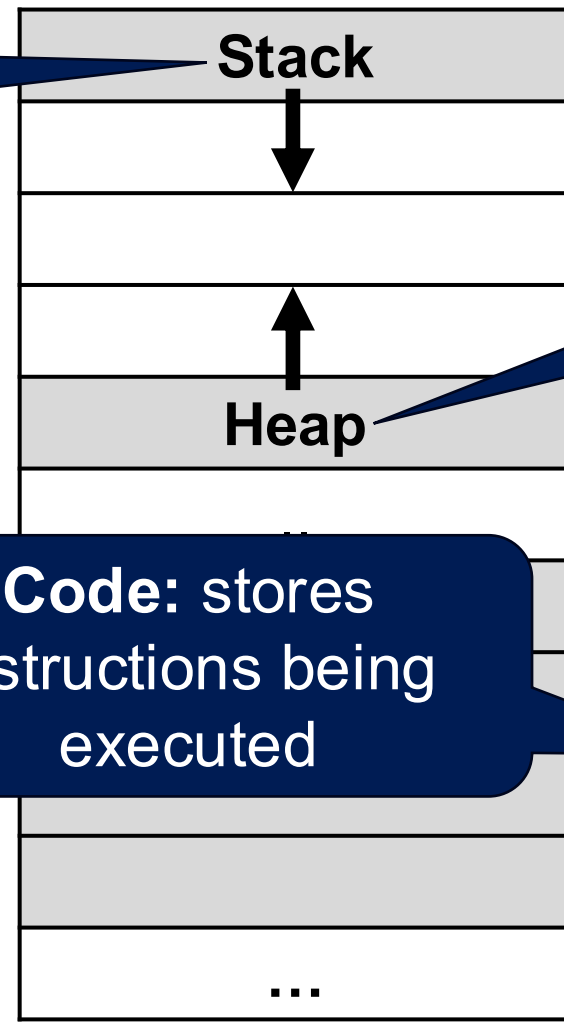 Stack
Heap
Code: stores
structions being
executed
...